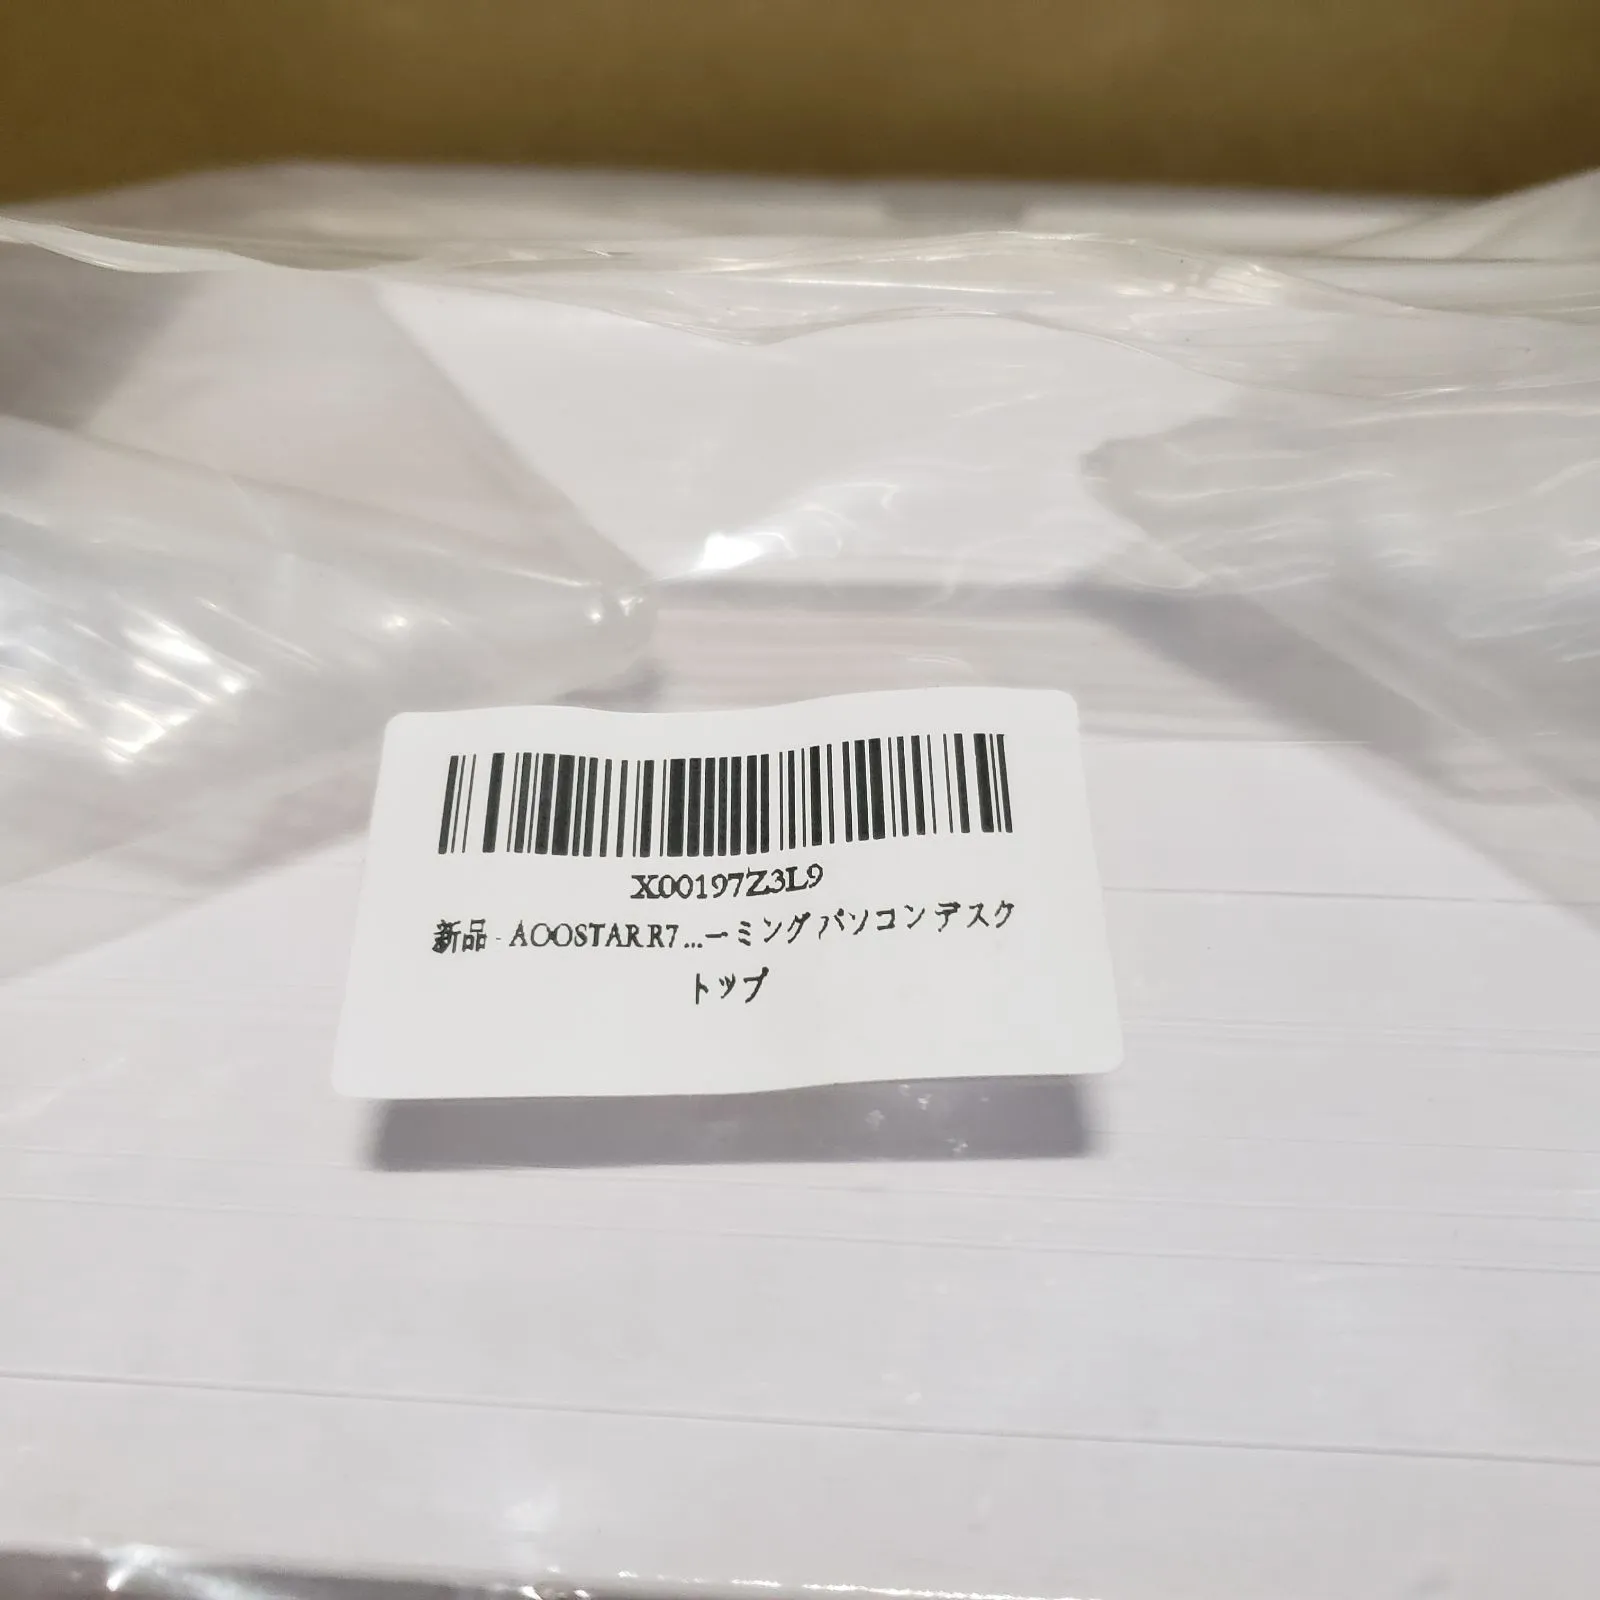 X00197Z3L9
新品 - AOOSTAR R7...ーミングパソコン デスク
トップ